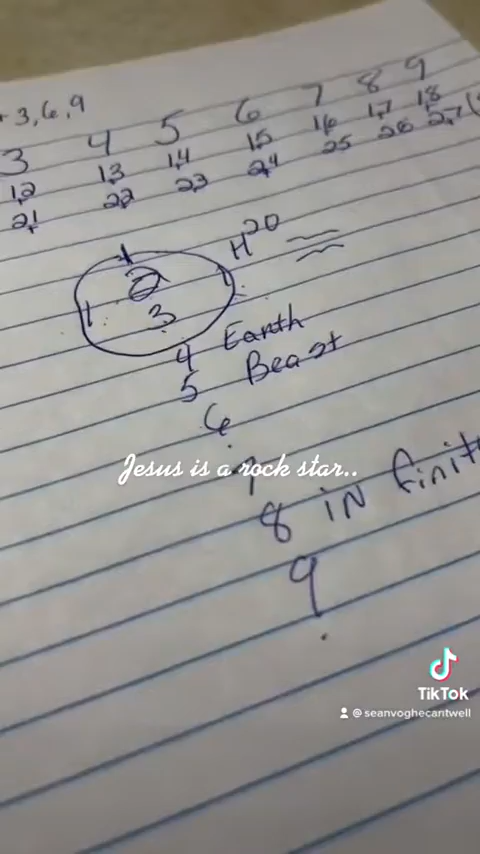 3, 6, 9
3 4 5 6 7 8 9
12 13 14 15 16 17 18
21 22 23 24 25 26 27
H20
1
1 2 1
3
4 Earth
5 Beast
6
Jesus is a rock star..
7
8 IN finit
9
TikTok
@seanvoghecantwell